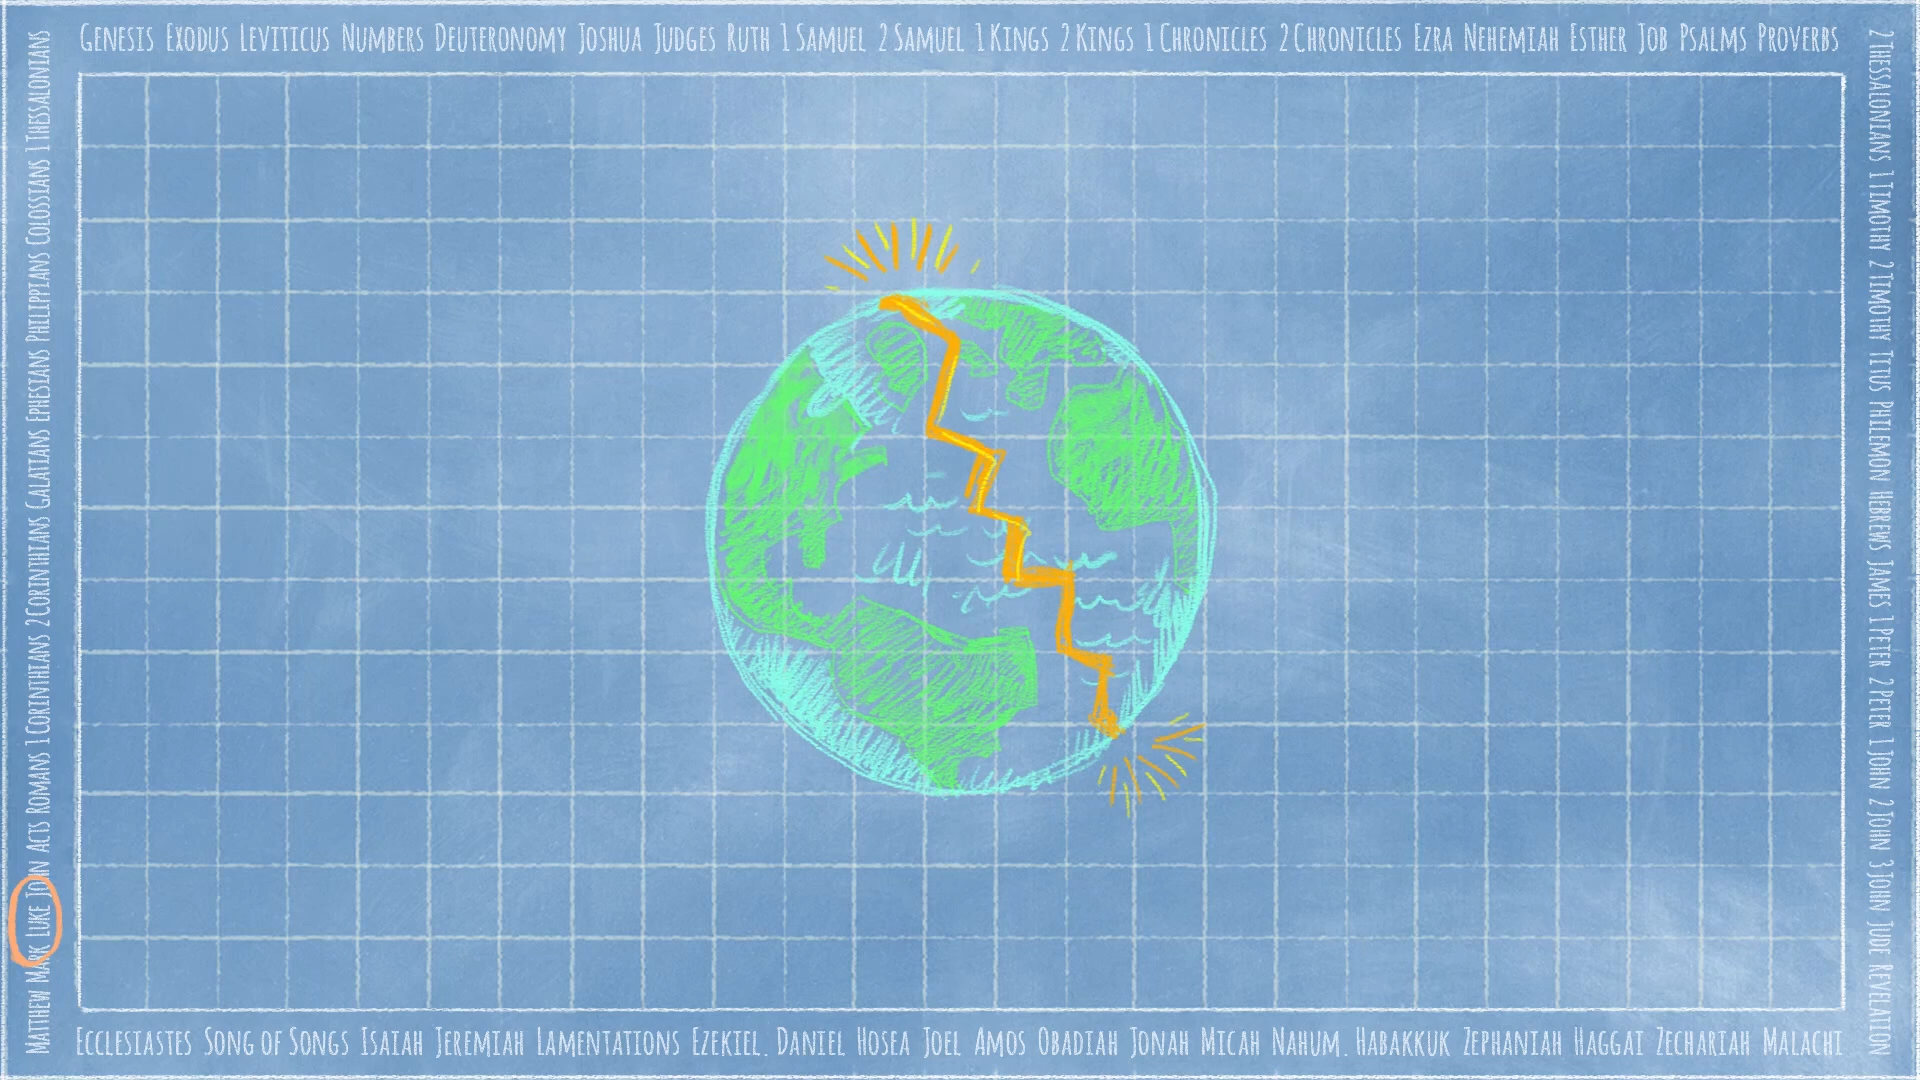 Genesis Exodus Leviticus Numbers Deuteronomy Joshua Judges Ruth 1 Samuel 2 Samuel 1 Kings 2 Kings 1 Chronicles 2 Chronicles Ezra Nehemiah Esther Job Psalms Proverbs
Ecclesiastes Song of Songs Isaiah Jeremiah Lamentations Ezekiel. Daniel Hosea Joel Amos Obadiah Jonah Micah Nahum. Habakkuk Zephaniah Haggai Zechariah Malachi
Matthew Mark Luke John Acts Romans 1 Corinthians 2 Corinthians Galatians Ephesians Philippians Colossians 1 Thessalonians
2 Thessalonians 1 Timothy 2 Timothy Titus Philemon Hebrews James 1 Peter 2 Peter 1 John 2 John 3 John Jude Revelation